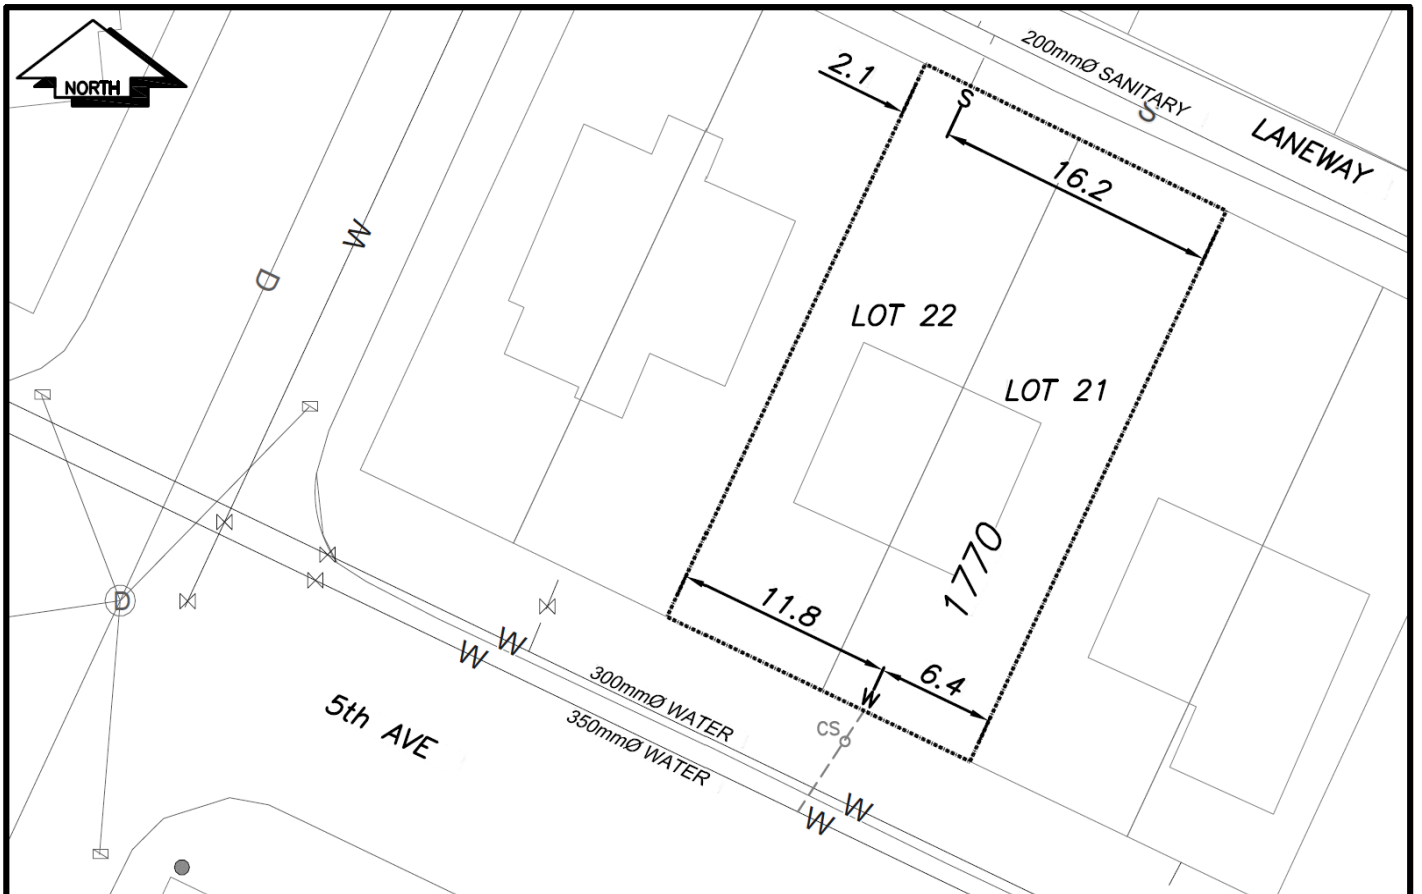 NORTH
200mmØ SANITARY
S
LANEWAY
2.1
S
16.2
W
D
LOT 22
LOT 21
1770
D
11.8
6.4
W
W
W
300mmØ WATER
350mmØ WATER
5th AVE
CS
W
W